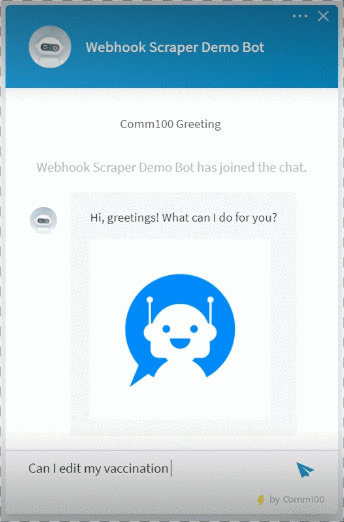 Webhook Scraper Demo Bot
Comm100 Greeting
Webhook Scraper Demo Bot has joined the chat.
Hi, greetings! What can I do for you?
Can I edit my vaccination
by Comm100